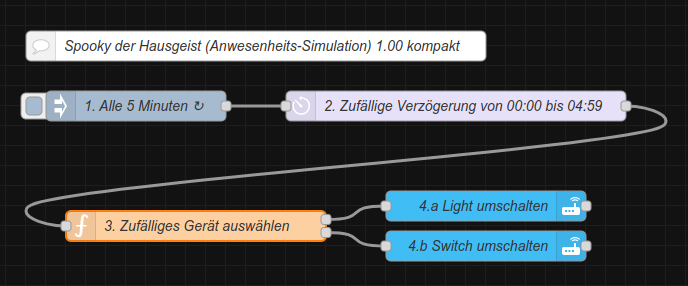 Spooky der Hausgeist (Anwesenheits-Simulation) 1.00 kompakt
1. Alle 5 Minuten ↻
2. Zufällige Verzögerung von 00:00 bis 04:59
3. Zufälliges Gerät auswählen
4.a Light umschalten
4.b Switch umschalten